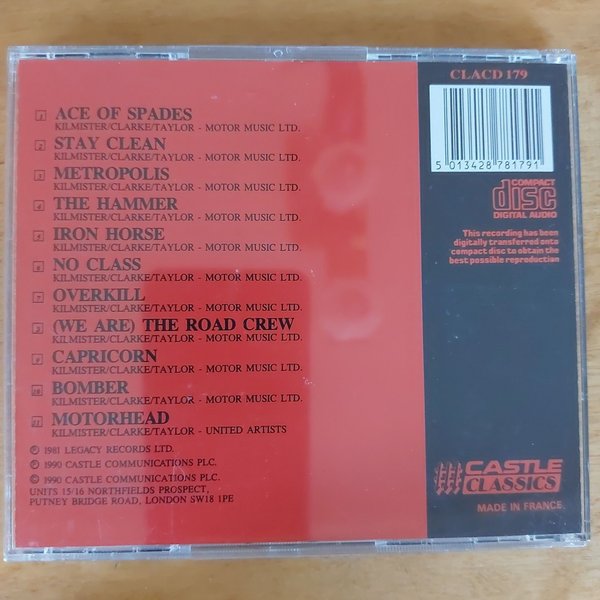 1 ACE OF SPADES
KILMISTER/CLARKE/TAYLOR - MOTOR MUSIC LTD.
2 STAY CLEAN
KILMISTER/CLARKE/TAYLOR - MOTOR MUSIC LTD.
3 METROPOLIS
KILMISTER/CLARKE/TAYLOR - MOTOR MUSIC LTD.
4 THE HAMMER
KILMISTER/CLARKE/TAYLOR - MOTOR MUSIC LTD.
5 IRON HORSE
KILMISTER/CLARKE/TAYLOR - MOTOR MUSIC LTD.
6 NO CLASS
KILMISTER/CLARKE/TAYLOR - MOTOR MUSIC LTD.
7 OVERKILL
KILMISTER/CLARKE/TAYLOR - MOTOR MUSIC LTD.
(WE ARE) THE ROAD CREW
KILMISTER/CLARKE/TAYLOR - MOTOR MUSIC LTD.
9 CAPRICORN
KILMISTER/CLARKE/TAYLOR - MOTOR MUSIC LTD.
10 BOMBER
KILMISTER/CLARKE/TAYLOR - MOTOR MUSIC LTD.
11 MOTORHEAD
KILMISTER/CLARKE/TAYLOR - UNITED ARTISTS
℗ 1981 LEGACY RECORDS LTD.
℗ 1990 CASTLE COMMUNICATIONS PLC.
© 1990 CASTLE COMMUNICATIONS PLC.
UNITS 15/16 NORTHFIELDS PROSPECT,
PUTNEY BRIDGE ROAD, LONDON SW18 1PE
CLACD 179
5 013428 781791
COMPACT
disc
DIGITAL AUDIO
This recording has been
digitally transferred onto
compact disc to obtain the
best possible reproduction
CASTLE
CLASSICS
MADE IN FRANCE